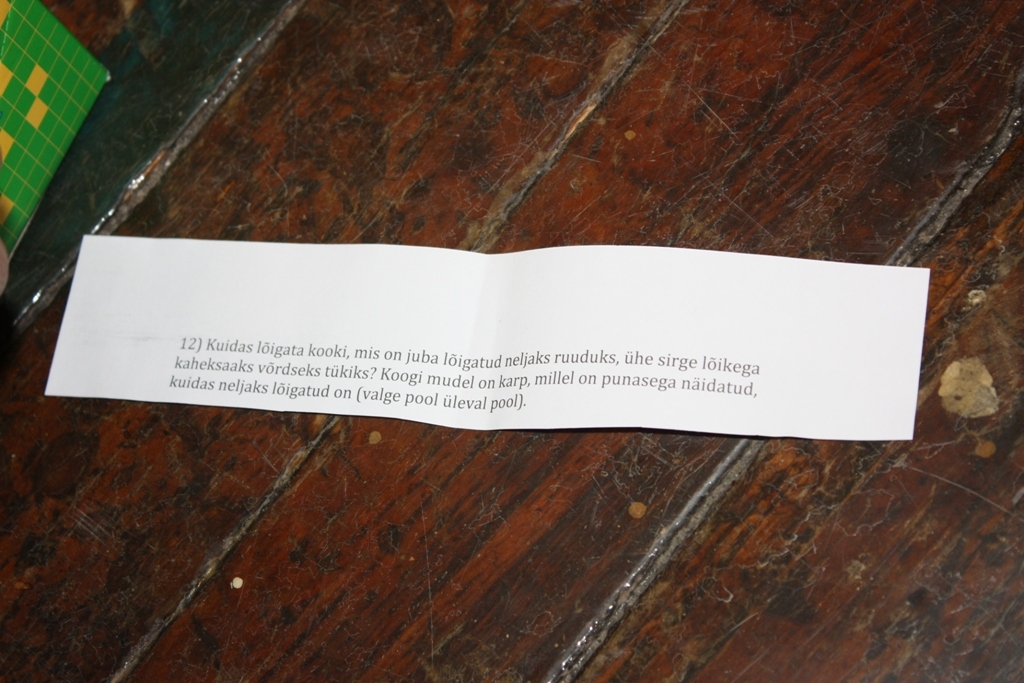 12) Kuidas lõigata kooki, mis on juba lõigatud neljaks ruuduks, ühe sirge lõikega
kaheksaaks võrdseks tükiks? Koogi mudel on karp, millel on punasega näidatud,
kuidas neljaks lõigatud on (valge pool üleval pool).